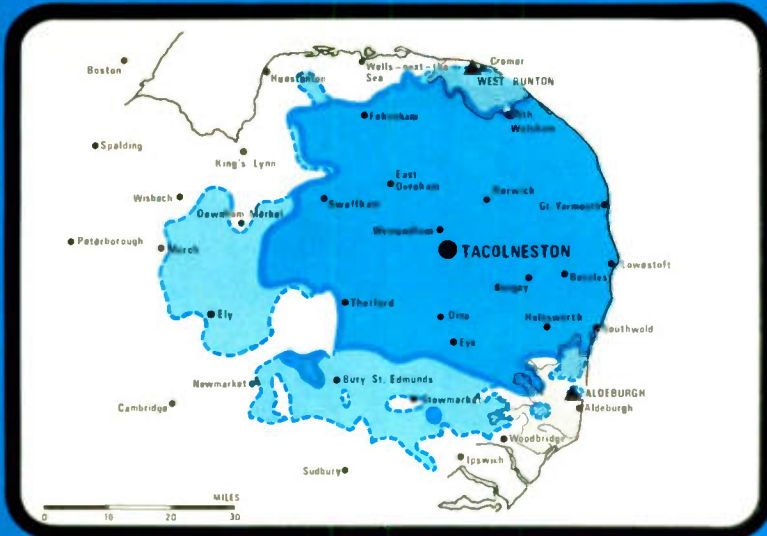 Boston
Cromer
Wells-next-the
Sea
Hunstanton
WEST RUNTON
Fakenham
Nth
Walsham
Spalding
King's Lynn
East
Dereham
Norwich
Wisbech
Swaffham
Gt. Yarmouth
Downham Market
Wymondham
Peterborough
March
TACOLNESTON
Lowestoft
Beccles
Bungay
Thetford
Diss
Halesworth
Ely
Southwold
Eye
Newmarket
Bury St. Edmunds
Stowmarket
ALDEBURGH
Aldeburgh
Cambridge
Woodbridge
Ipswich
Sudbury
MILES
0 10 20 30